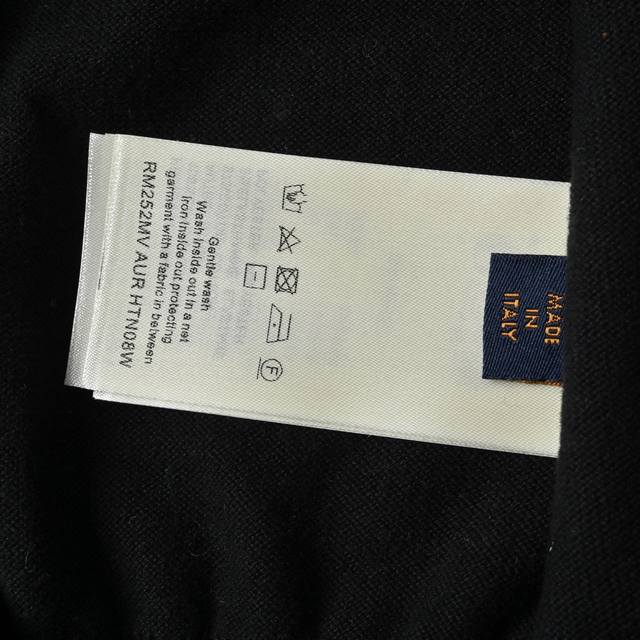 Gentle wash
Wash inside out in a net
Iron inside out protecting
garment with a fabric in between
RM252MV AUR HTN08W
MADE
IN
ITALY
F